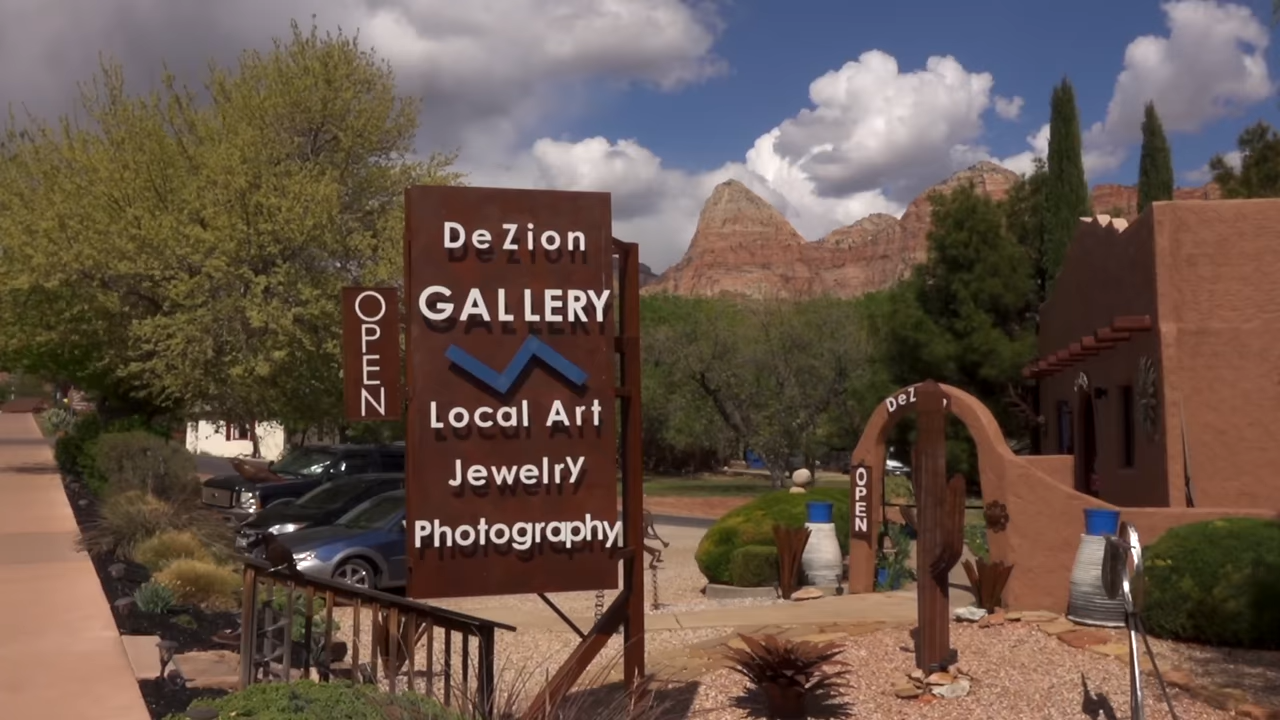 DeZion
GALLERY
OPEN
Local Art
Jewelry
Photography
DeZ
OPEN